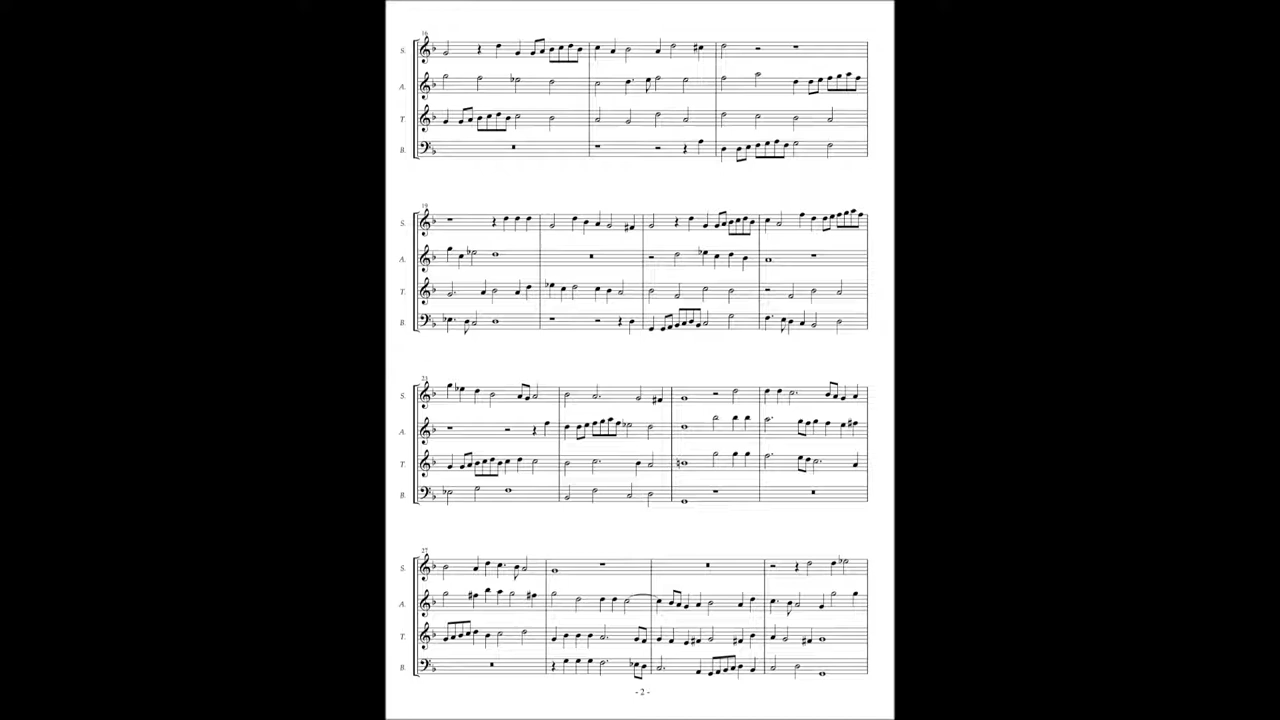 16
S.
A.
T.
B.
19
S.
A.
T.
B.
23
S.
A.
T.
B.
27
S.
A.
T.
B.
- 2 -